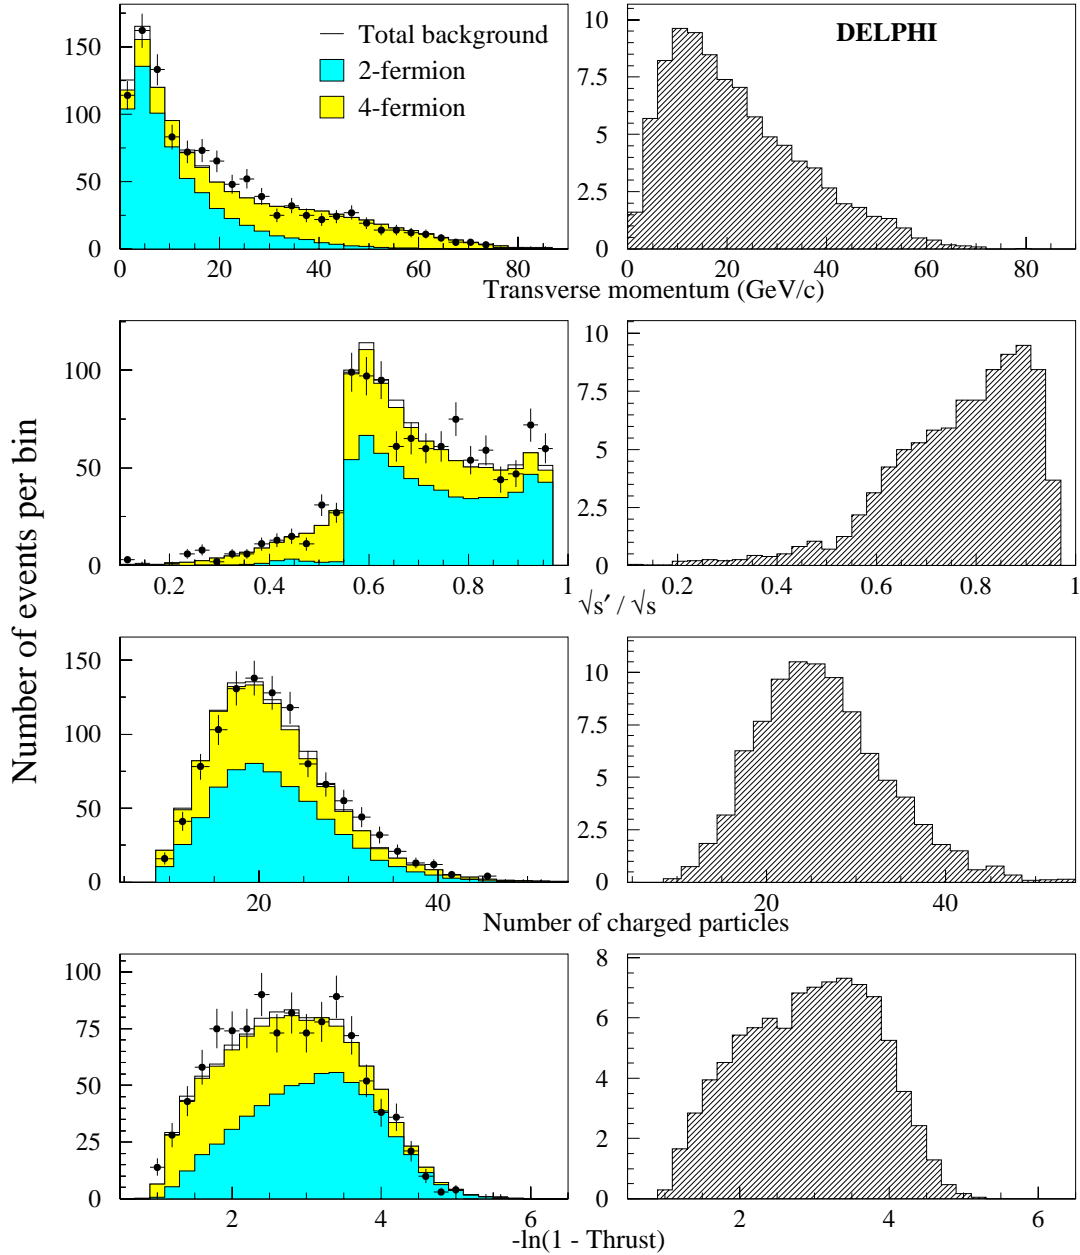 Total background
2-fermion
4-fermion
DELPHI
150
100
50
0
0 20 40 60 80
10
7.5
5
2.5
0
0 20 40 60 80
Transverse momentum (GeV/c)
100
50
0
0.2 0.4 0.6 0.8 1
10
7.5
5
2.5
0
0.2 0.4 0.6 0.8 1
√s′ / √s
Number of events per bin
150
100
50
0
20 40
10
7.5
5
2.5
0
20 40
Number of charged particles
100
75
50
25
0
2 4 6
8
6
4
2
0
2 4 6
-ln(1 - Thrust)